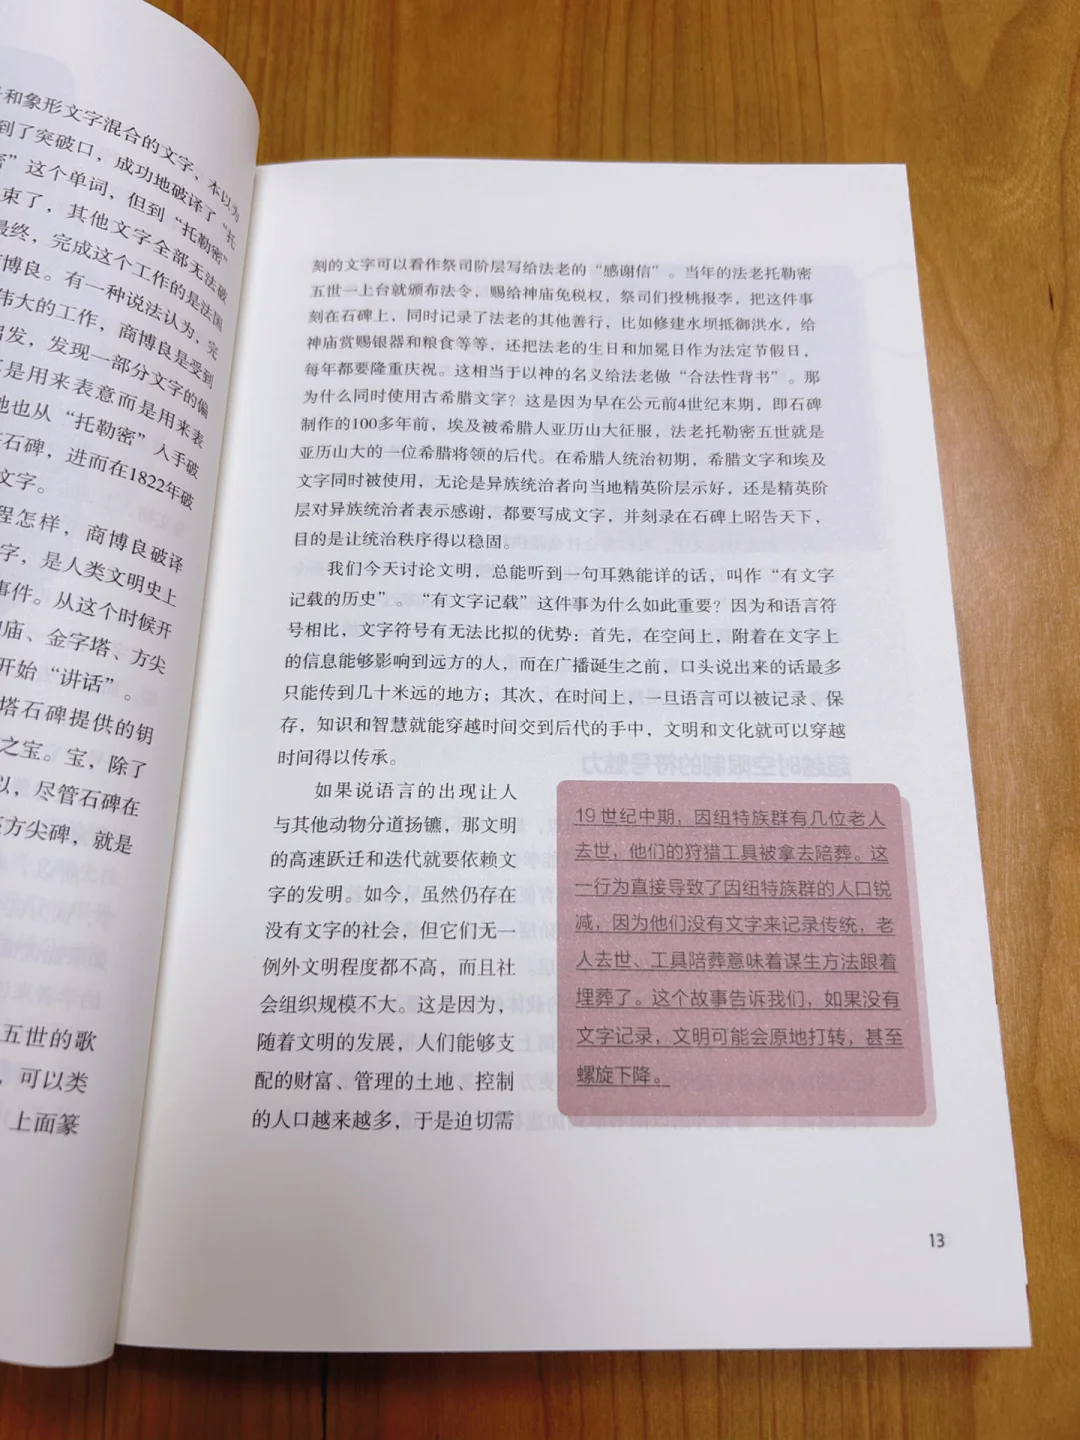 和象形文字混合的文字,本以为
到了突破口,成功地破译了“托
”这个单词,但到“托勒密”
束了,其他文字全部无法破
最终,完成这个工作的是法国
博良。有一种说法认为,完
伟大的工作,商博良是受到
出发,发现一部分文字的偏
是用来表意而是用来表
他也从“托勒密”入手破
石碑,进而在1822年破
文字。
程怎样,商博良破译
字,是人类文明史上
事件。从这个时候开
庙、金字塔、方尖
开始“讲话”。
塔石碑提供的钥
之宝。宝,除了
以,尽管石碑在
方尖碑,就是
五世的歌
,可以类
上面篆
刻的文字可以看作祭司阶层写给法老的“感谢信”。当年的法老托勒密
五世一上台就颁布法令,赐给神庙免税权,祭司们投桃报李,把这件事
刻在石碑上,同时记录了法老的其他善行,比如修建水坝抵御洪水,给
神庙赏赐银器和粮食等等,还把法老的生日和加冕日作为法定节假日,
每年都要隆重庆祝。这相当于以神的名义给法老做“合法性背书”。那
为什么同时使用古希腊文字?这是因为早在公元前4世纪末期,即石碑
制作的100多年前,埃及被希腊人亚历山大征服,法老托勒密五世就是
亚历山大的一位希腊将领的后代。在希腊人统治初期,希腊文字和埃及
文字同时被使用,无论是异族统治者向当地精英阶层示好,还是精英阶
层对异族统治者表示感谢,都要写成文字,并刻录在石碑上昭告天下,
目的是让统治秩序得以稳固。
我们今天讨论文明,总能听到一句耳熟能详的话,叫作“有文字
记载的历史”。“有文字记载”这件事为什么如此重要?因为和语言符
号相比,文字符号有无法比拟的优势:首先,在空间上,附着在文字上
的信息能够影响到远方的人,而在广播诞生之前,口头说出来的话最多
只能传到几十米远的地方;其次,在时间上,一旦语言可以被记录、保
存,知识和智慧就能穿越时间交到后代的手中,文明和文化就可以穿越
时间得以传承。
如果说语言的出现让人
与其他动物分道扬镳,那文明
的高速跃迁和迭代就要依赖文
字的发明。如今,虽然仍存在
没有文字的社会,但它们无一
例外文明程度都不高,而且社
会组织规模不大。这是因为,
随着文明的发展,人们能够支
配的财富、管理的土地、控制
的人口越来越多,于是迫切需
19世纪中期,因纽特族群有几位老人
去世,他们的狩猎工具被拿去陪葬。这
一行为直接导致了因纽特族群的人口锐
减,因为他们没有文字来记录传统,老
人去世、工具陪葬意味着谋生方法跟着
埋葬了。这个故事告诉我们,如果没有
文字记录,文明可能会原地打转,甚至
螺旋下降。
13